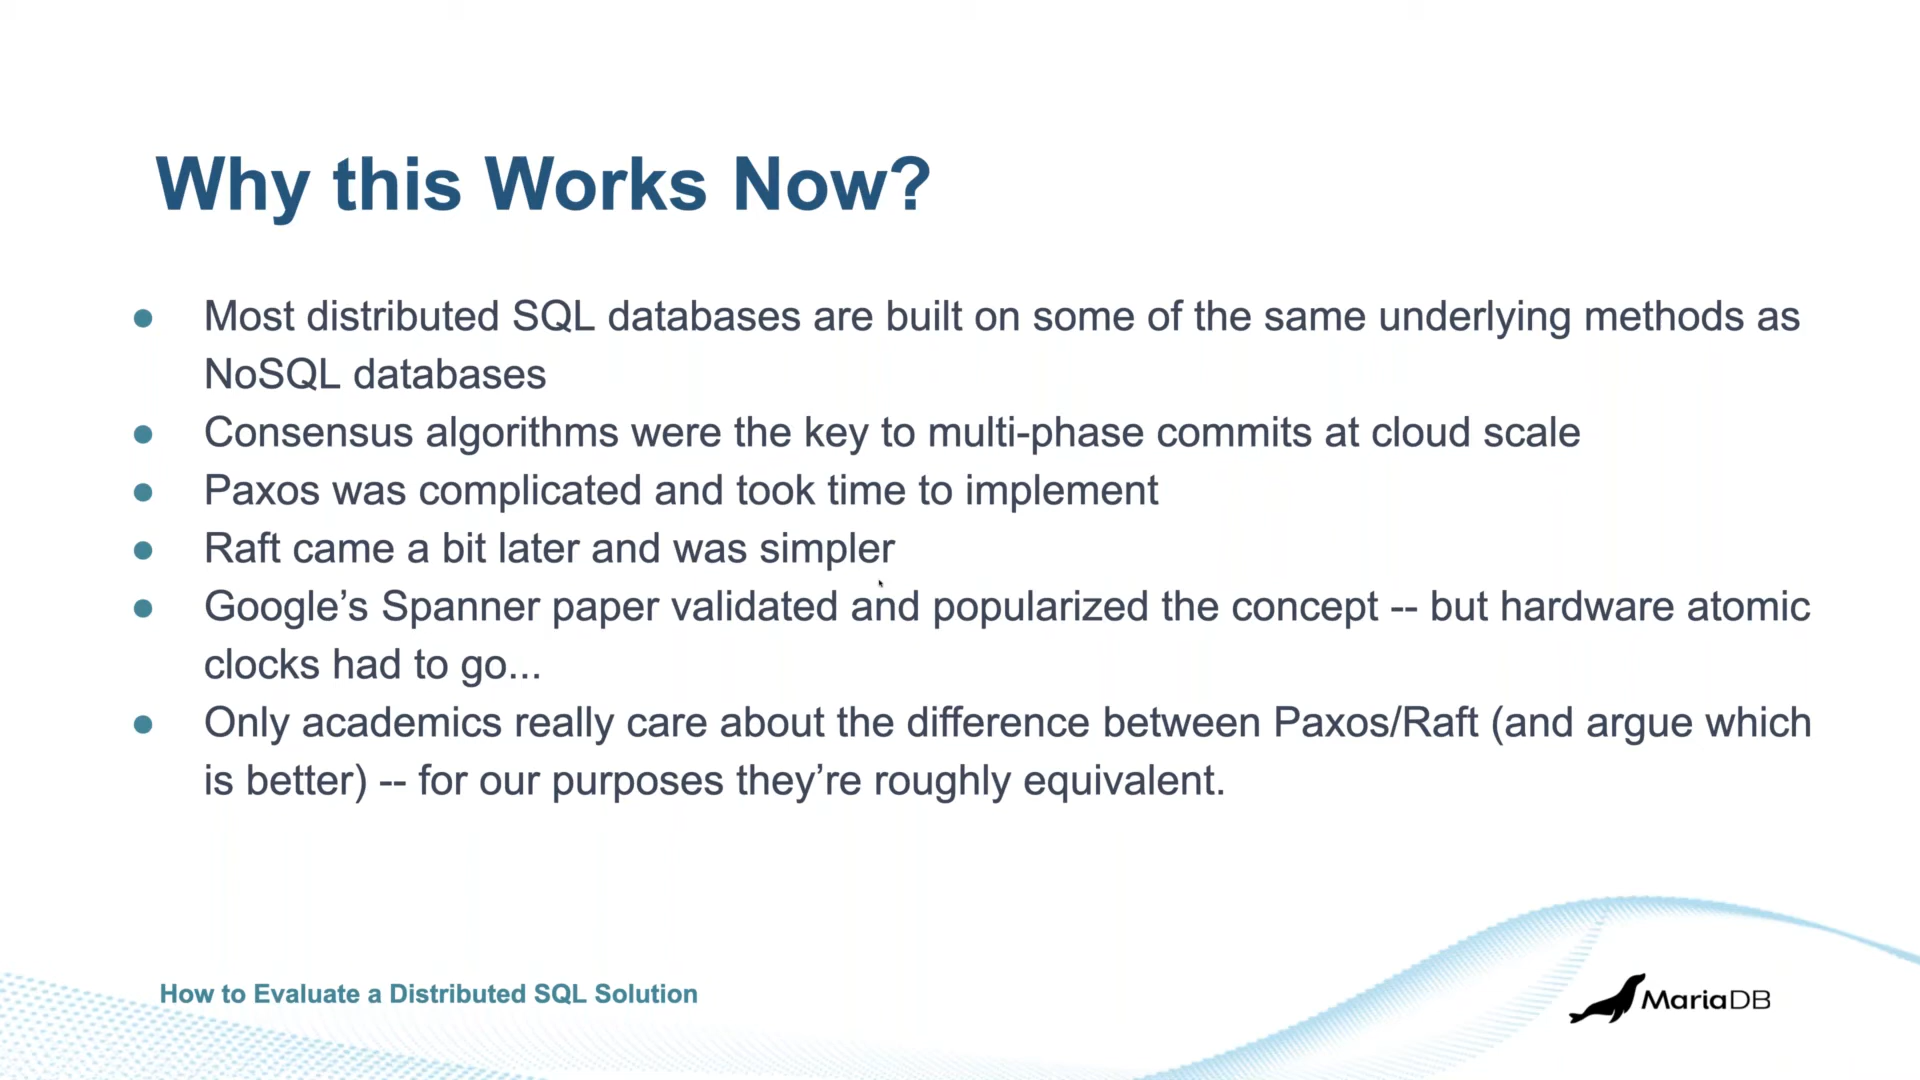 Why this Works Now?
Most distributed SQL databases are built on some of the same underlying methods as
NoSQL databases
Consensus algorithms were the key to multi-phase commits at cloud scale
Paxos was complicated and took time to implement
Raft came a bit later and was simpler
Google’s Spanner paper validated and popularized the concept -- but hardware atomic
clocks had to go...
Only academics really care about the difference between Paxos/Raft (and argue which
is better) -- for our purposes they’re roughly equivalent.
How to Evaluate a Distributed SQL Solution
MariaDB